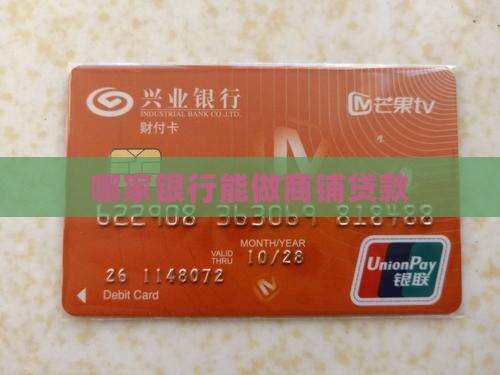 兴业银行
INDUSTRIAL BANK CO.,LTD.
财付卡
芒果tv
哪家银行能做商铺贷款
622908 363069 818488
MONTH/YEAR
VALID THRU 10/28
26 1148072
Debit Card
UnionPay
银联